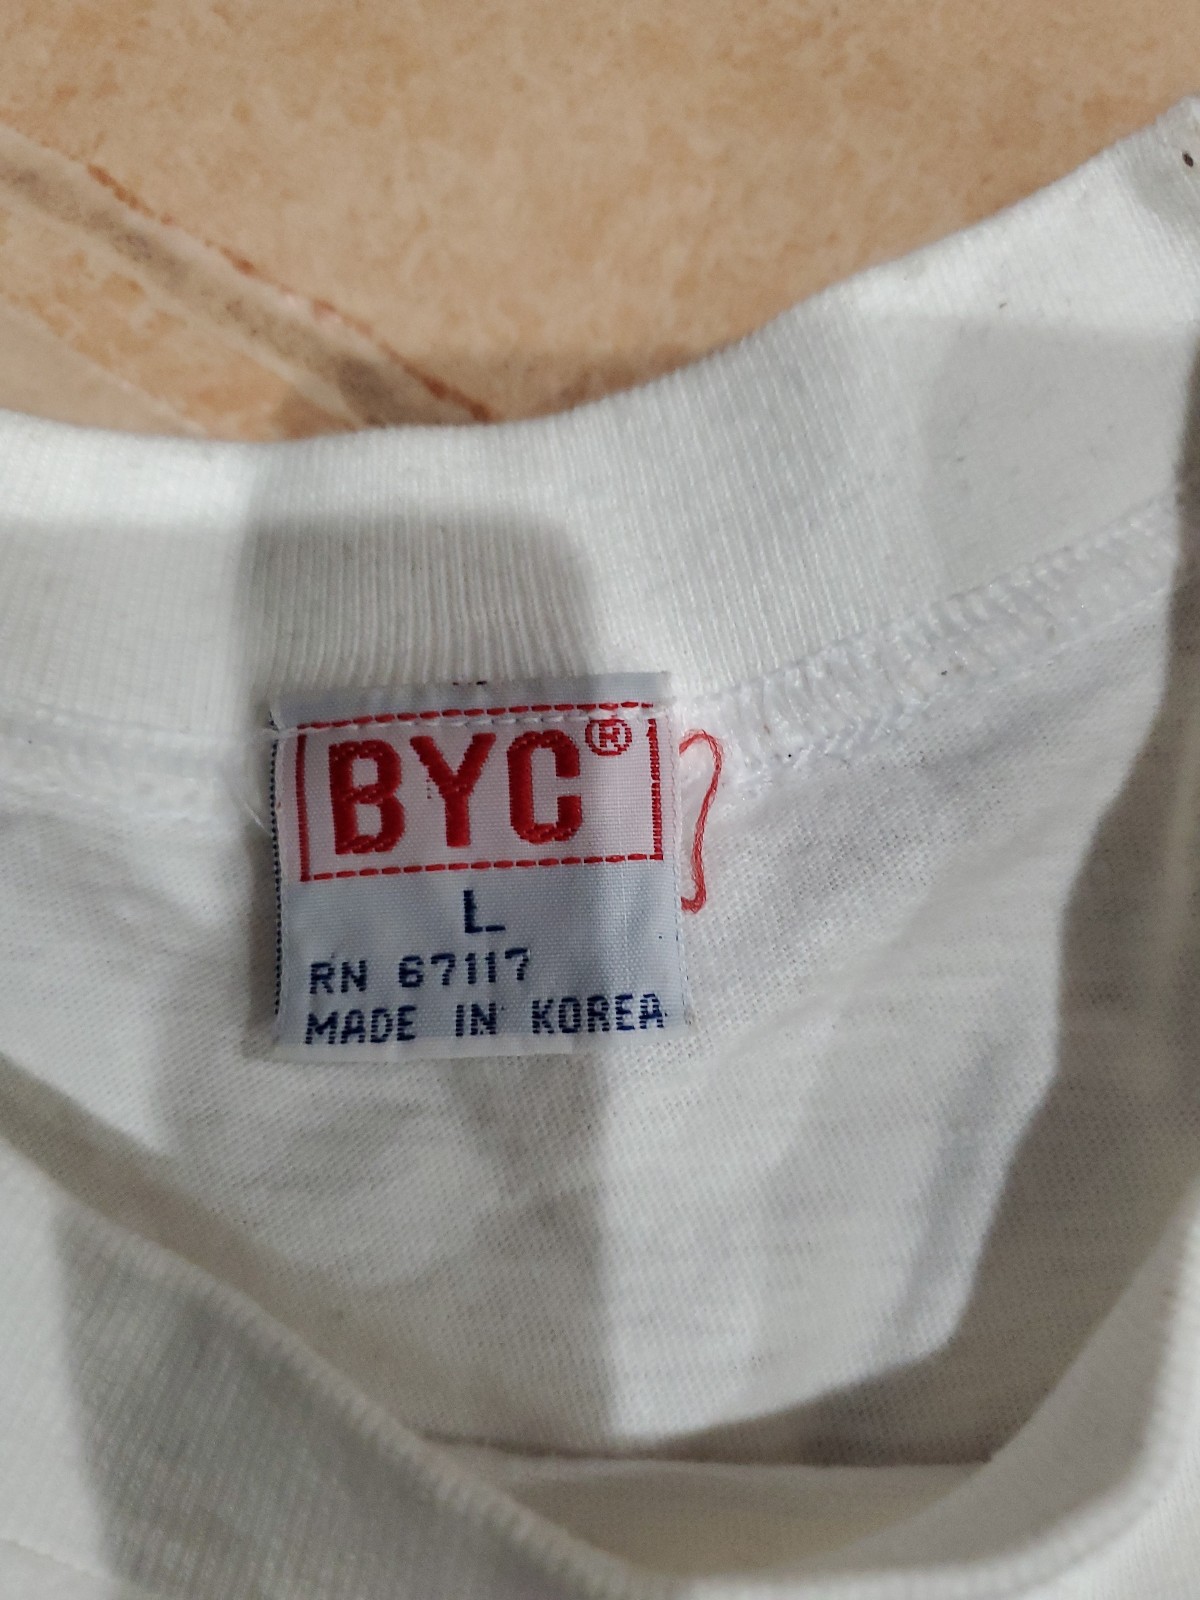 BYC®
L
RN 67117
MADE IN KOREA